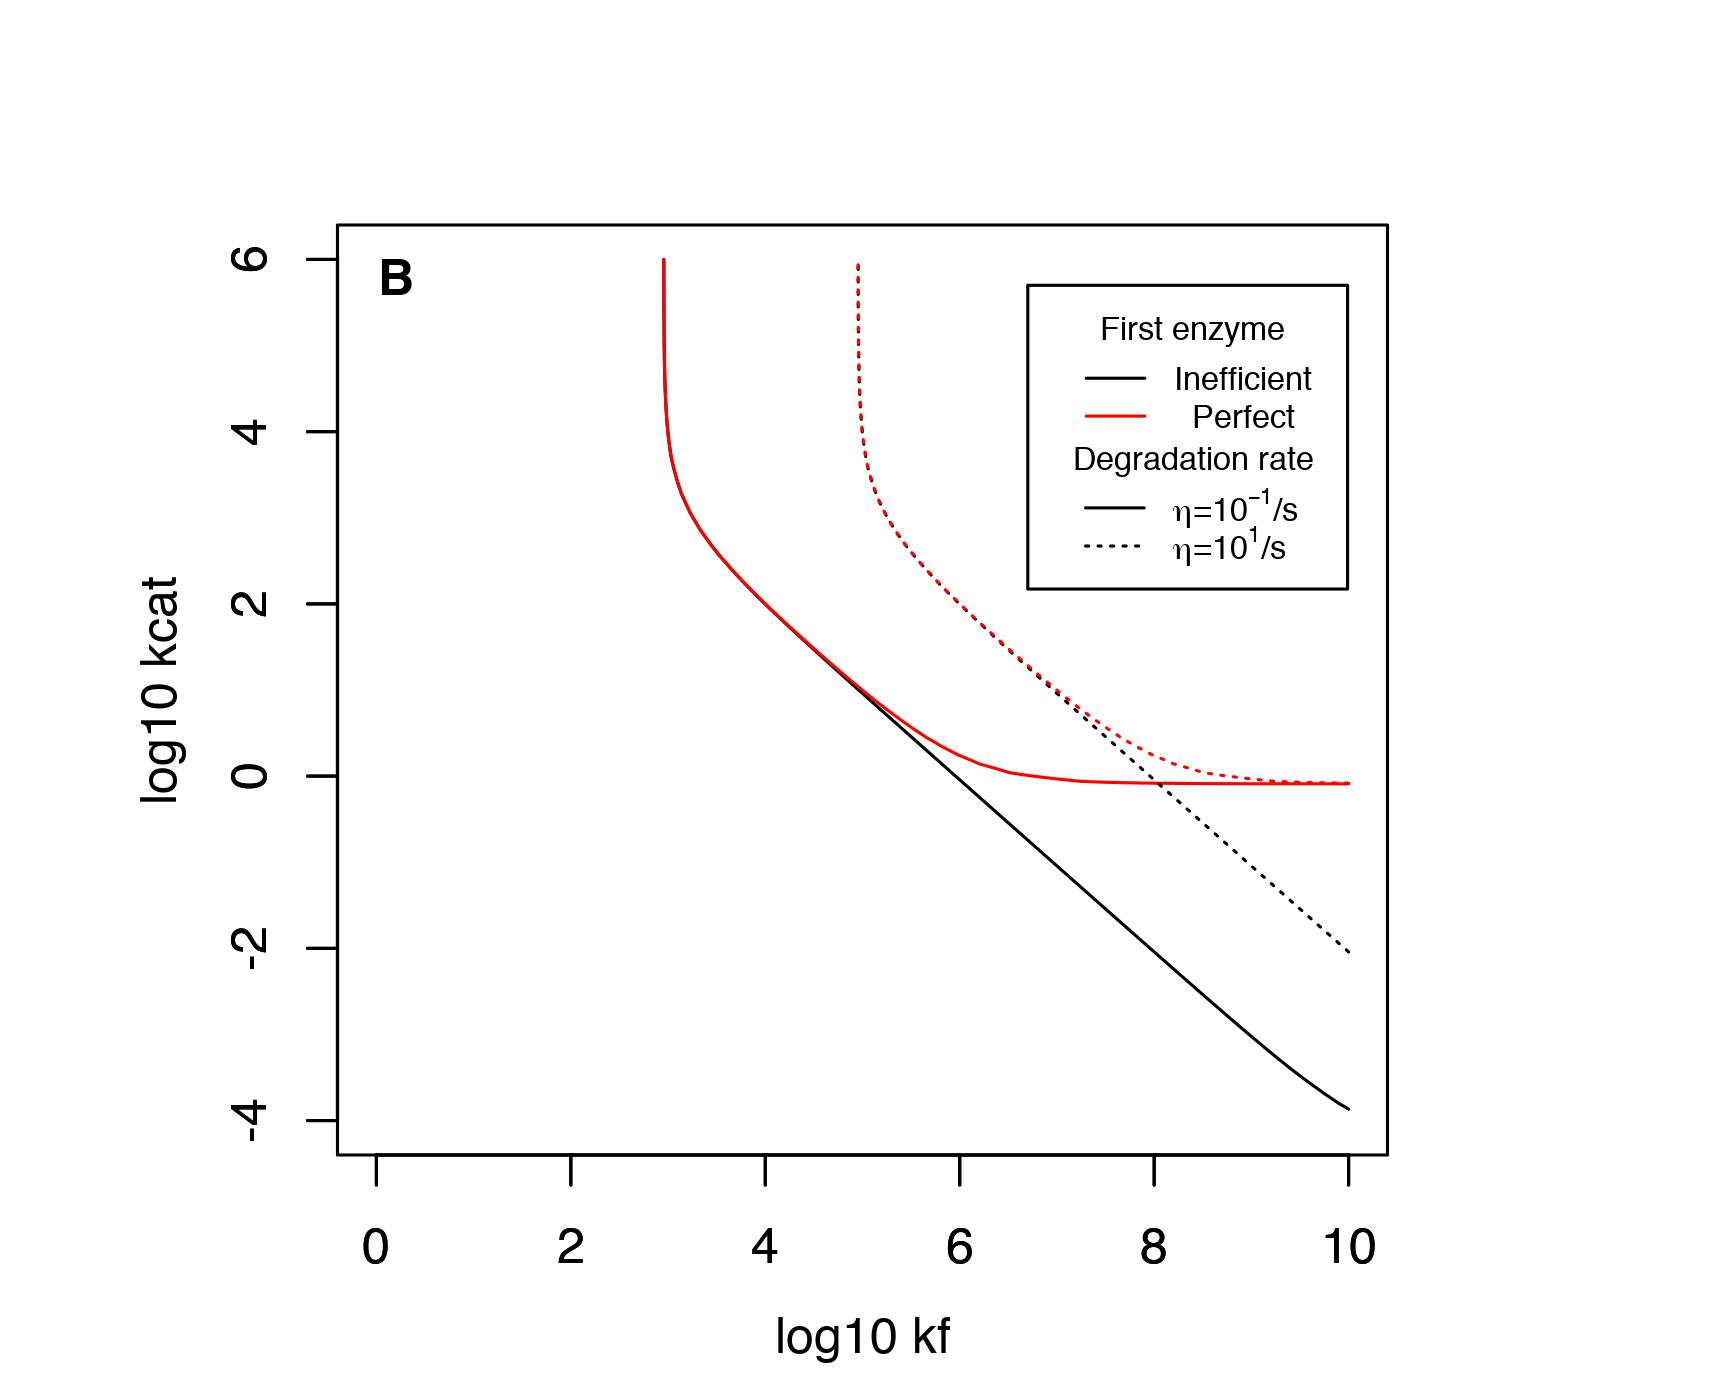 B
First enzyme
Inefficient
Perfect
Degradation rate
η=10⁻¹/s
η=10¹/s
6
4
2
0
-2
-4
log10 kcat
0 2 4 6 8 10
log10 kf